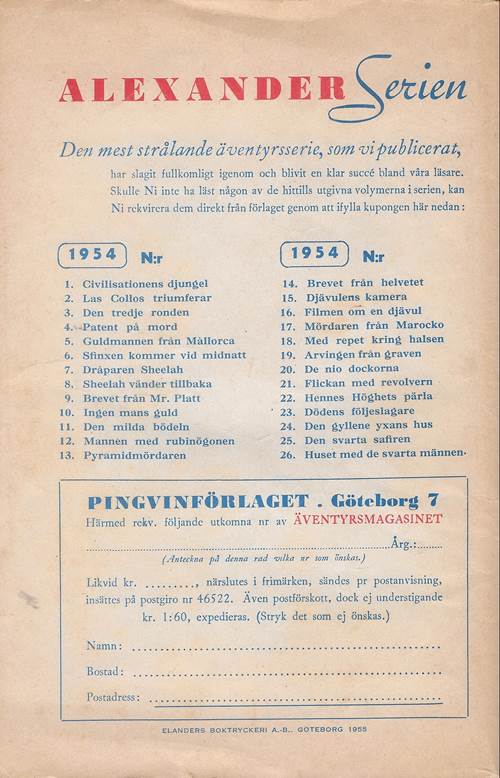 ALEXANDER Serien
Den mest strålande äventyrsserie, som vi publicerat,
har slagit fullkomligt igenom och blivit en klar succé bland våra läsare.
Skulle Ni inte ha läst någon av de hittills utgivna volymerna i serien, kan
Ni rekvirera dem direkt från förlaget genom att ifylla kupongen här nedan:
1954 N:r
1. Civilisationens djungel
2. Las Collos triumferar
3. Den tredje ronden
4. Patent på mord
5. Guldmannen från Màllorca
6. Sfinxen kommer vid midnatt
7. Dråparen Sheelah
8. Sheelah vänder tillbaka
9. Brevet från Mr. Platt
10. Ingen mans guld
11. Den milda bödeln
12. Mannen med rubinögonen
13. Pyramidmördaren
1954 N:r
14. Brevet från helvetet
15. Djävulens kamera
16. Filmen om en djävul
17. Mördaren från Marocko
18. Med repet kring halsen
19. Arvingen från graven
20. De nio dockorna
21. Flickan med revolvern
22. Hennes Höghets pärla
23. Dödens följeslagare
24. Den gyllene yxans hus
25. Den svarta safiren
26. Huset med de svarta männen.
PINGVINFÖRLAGET . Göteborg 7
Härmed rekv. följande utkomna nr av ÄVENTYRSMAGASINET
Årg.:
(Anteckna på denna rad vilka nr som önskas.)
Likvid kr. ........., närslutes i frimärken, sändes pr postanvisning,
insättes på postgiro nr 46522. Även postförskott, dock ej understigande
kr. 1:60, expedieras. (Stryk det som ej önskas.)
Namn:
Bostad:
Postadress:
ELANDERS BOKTRYCKERI A.-B., GÖTEBORG 1955